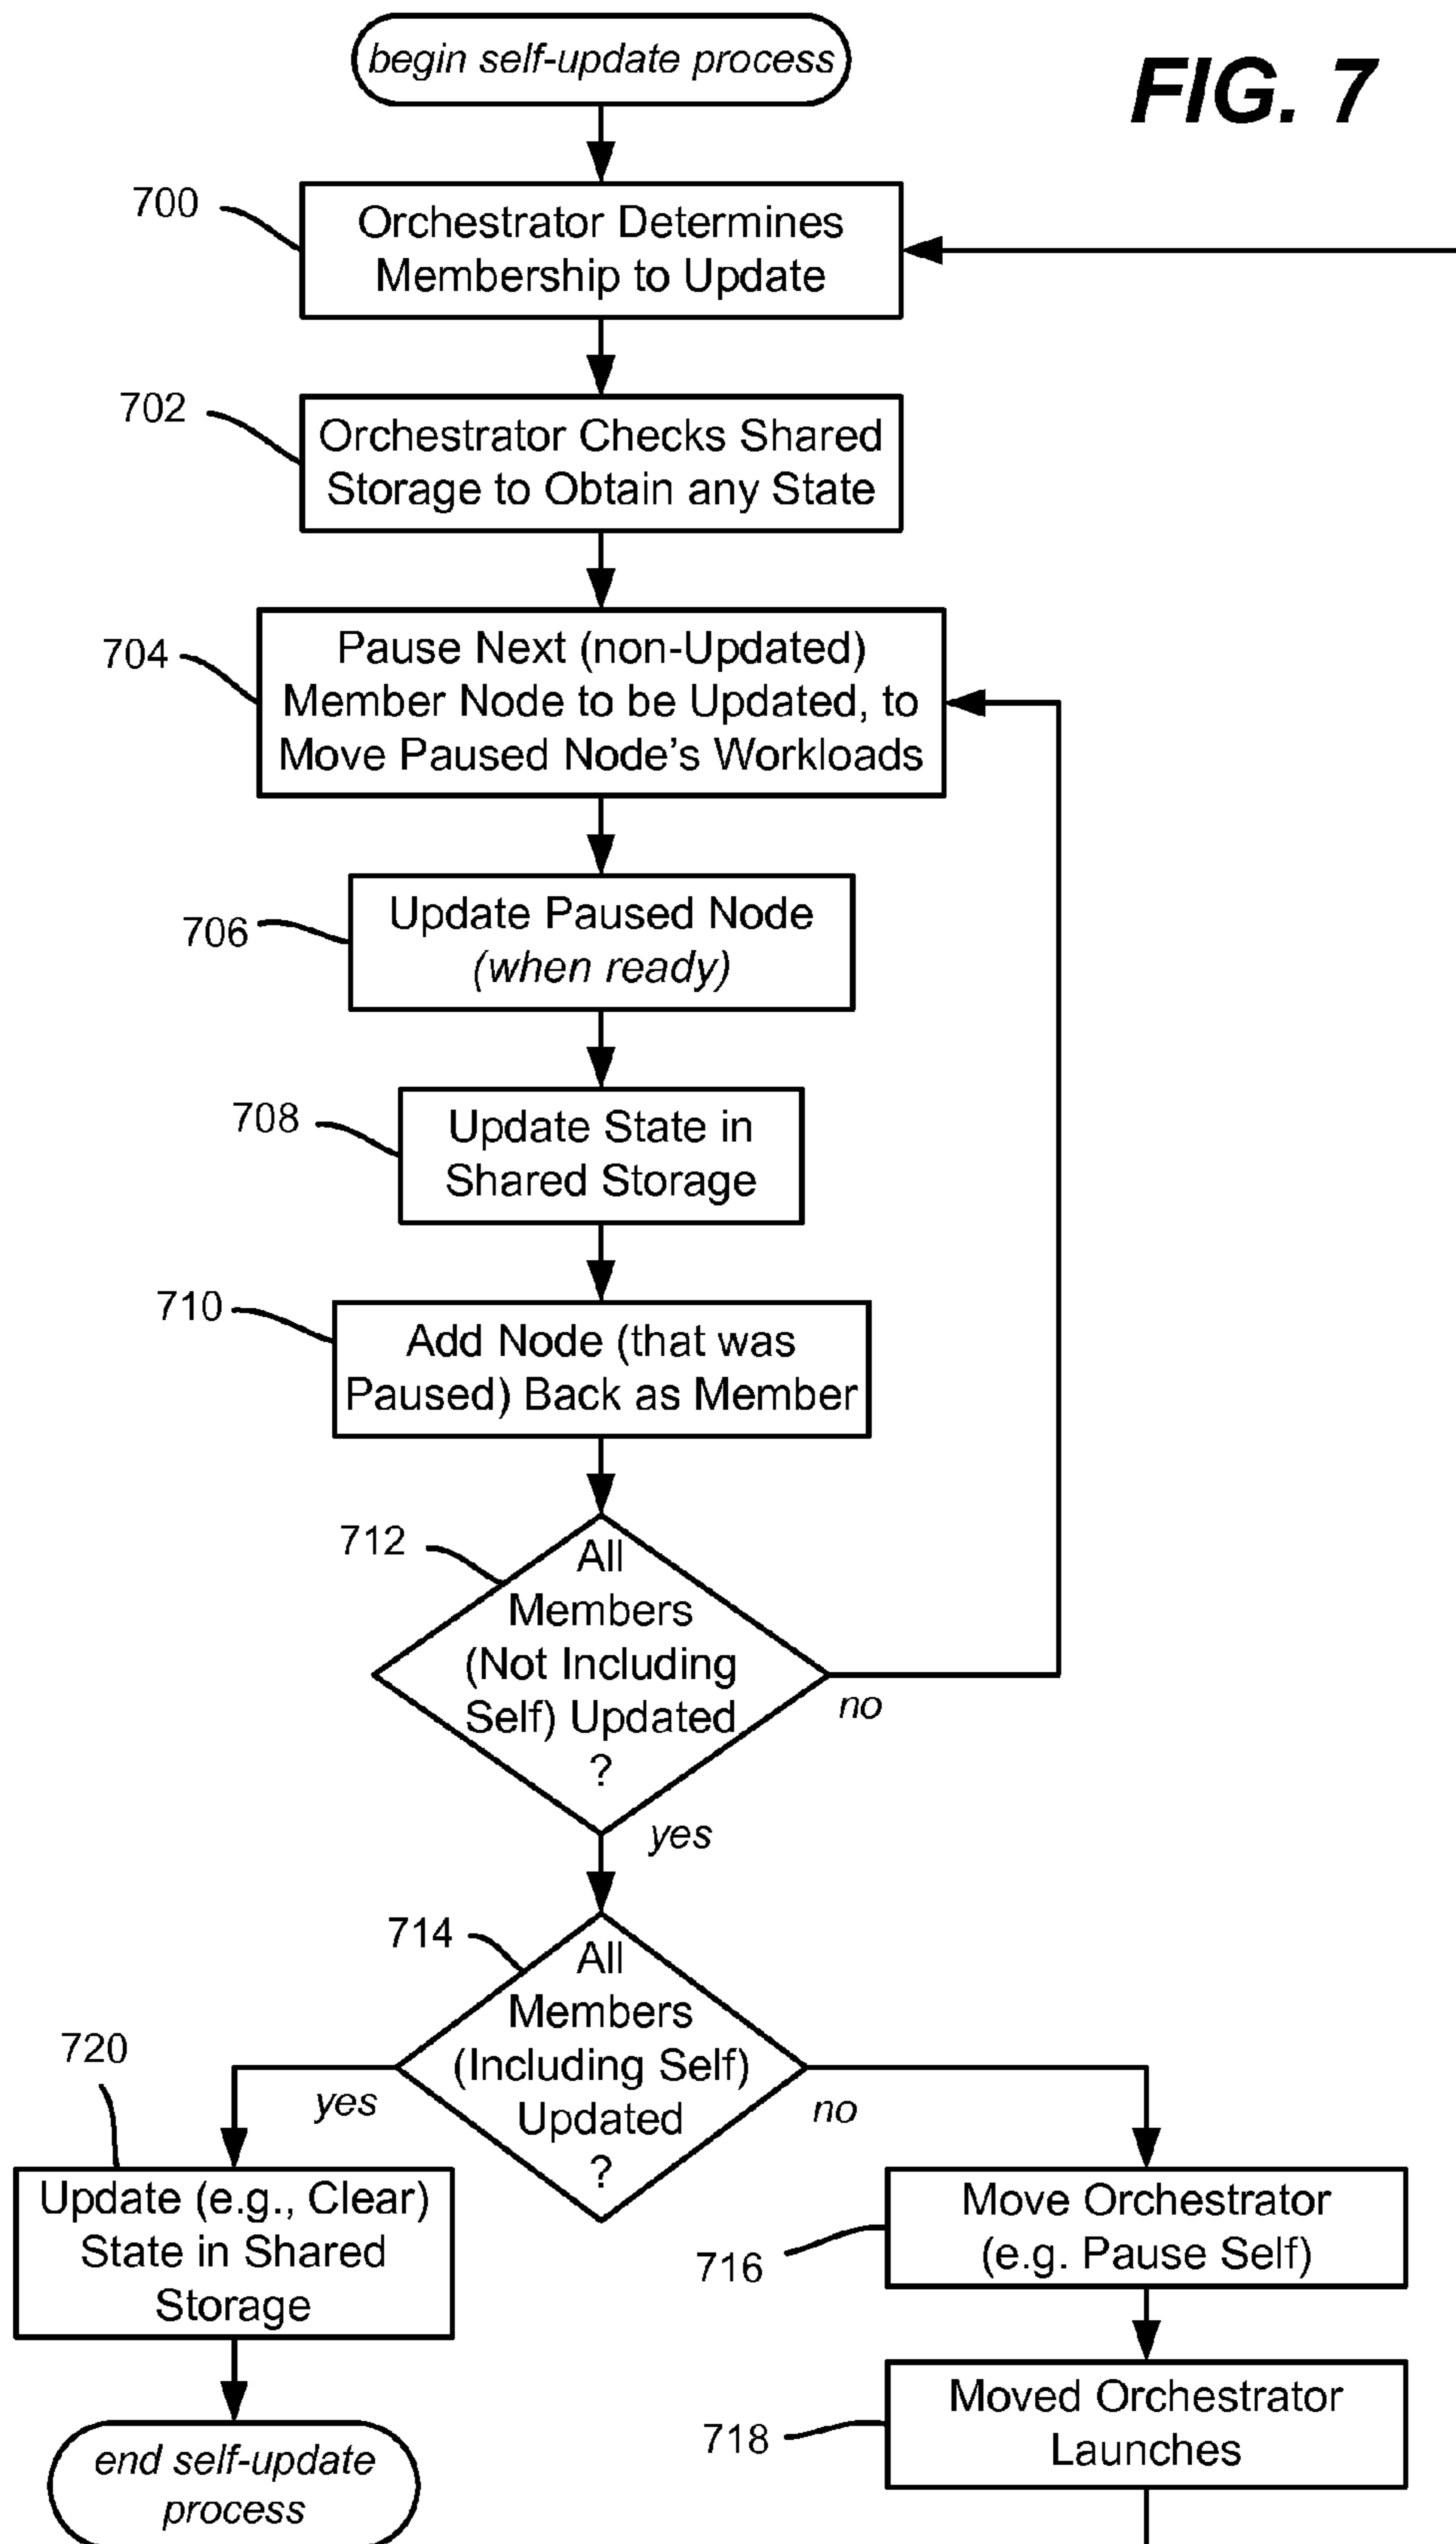 begin self-update process
FIG. 7
700
Orchestrator Determines
Membership to Update
702
Orchestrator Checks Shared
Storage to Obtain any State
704
Pause Next (non-Updated)
Member Node to be Updated, to
Move Paused Node's Workloads
706
Update Paused Node
(when ready)
708
Update State in
Shared Storage
710
Add Node (that was
Paused) Back as Member
712
All
Members
(Not Including
Self) Updated
?
no
yes
714
All
Members
(Including Self)
Updated
?
yes
no
720
Update (e.g., Clear)
State in Shared
Storage
end self-update
process
716
Move Orchestrator
(e.g. Pause Self)
718
Moved Orchestrator
Launches